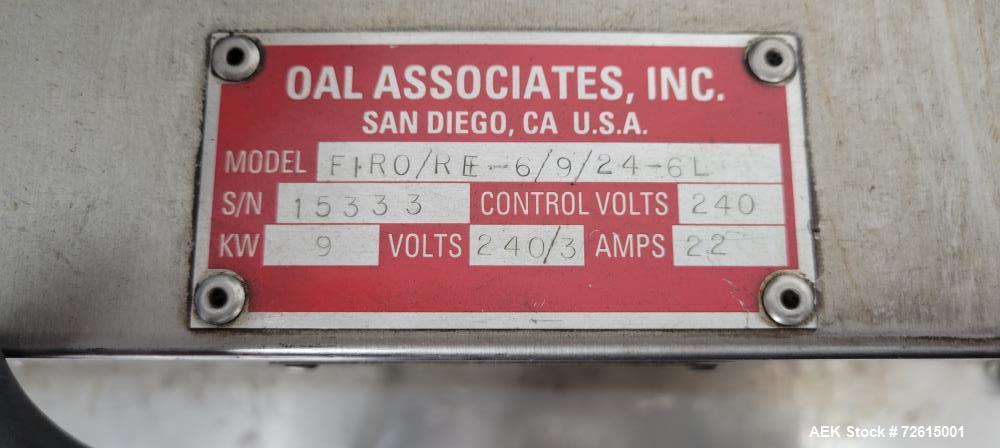 OAL ASSOCIATES, INC.
SAN DIEGO, CA U.S.A.
MODEL FIRO/RE-6/9/24-6L
S/N 15333 CONTROL VOLTS 240
KW 9 VOLTS 240/3 AMPS 22
AEK Stock #72615001